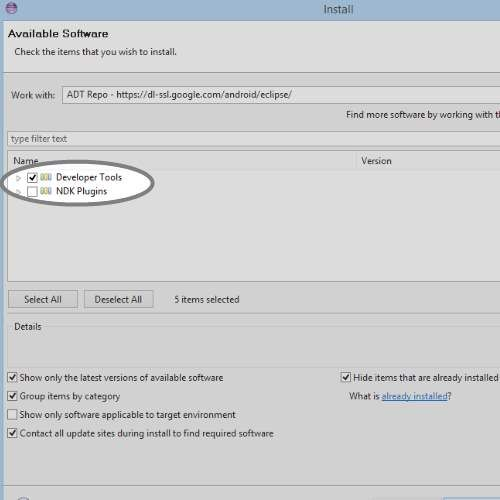 Install
Available Software
Check the items that you wish to install.
Work with: ADT Repo - https://dl-ssl.google.com/android/eclipse/
Find more software by working with
type filter text
Name Version
Developer Tools
NDK Plugins
Select All Deselect All 5 items selected
Details
Show only the latest versions of available software Hide items that are already installed
Group items by category What is already installed?
Show only software applicable to target environment
Contact all update sites during install to find required software